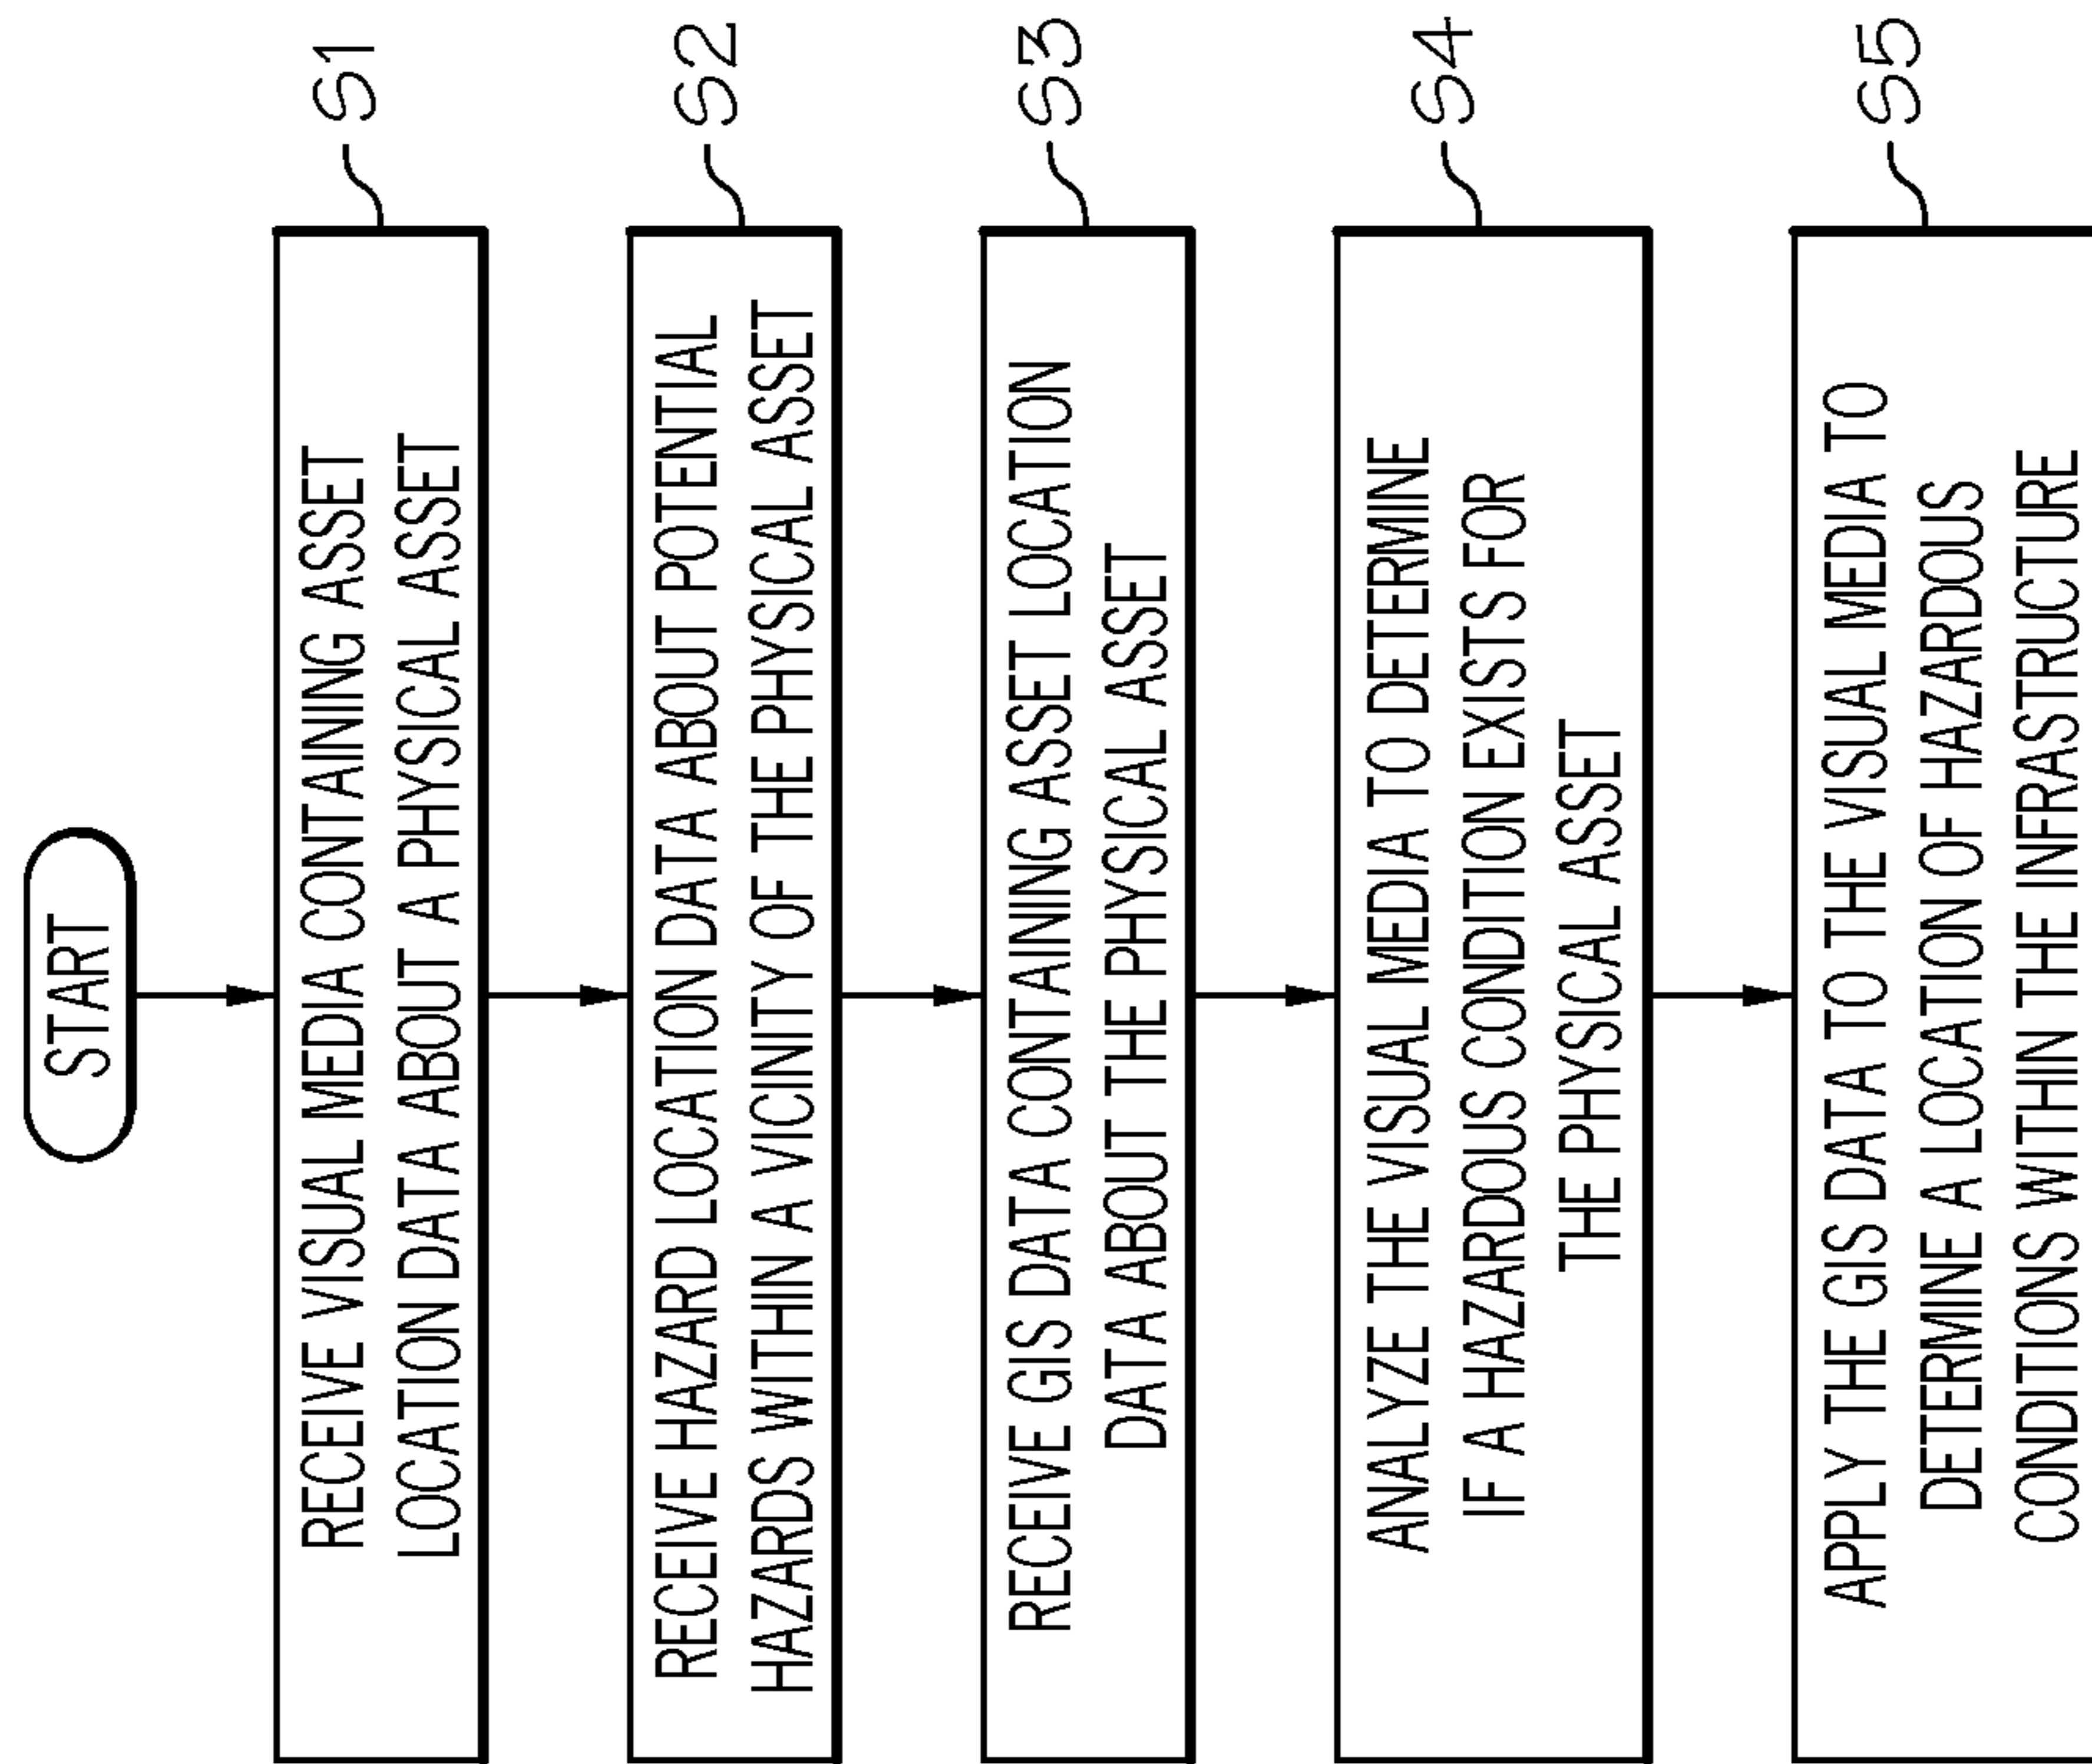 START
S1
RECEIVE VISUAL MEDIA CONTAINING ASSET
LOCATION DATA ABOUT A PHYSICAL ASSET
S2
RECEIVE HAZARD LOCATION DATA ABOUT POTENTIAL
HAZARDS WITHIN A VICINITY OF THE PHYSICAL ASSET
S3
RECEIVE GIS DATA CONTAINING ASSET LOCATION
DATA ABOUT THE PHYSICAL ASSET
S4
ANALYZE THE VISUAL MEDIA TO DETERMINE
IF A HAZARDOUS CONDITION EXISTS FOR
THE PHYSICAL ASSET
S5
APPLY THE GIS DATA TO THE VISUAL MEDIA TO
DETERMINE A LOCATION OF HAZARDOUS
CONDITIONS WITHIN THE INFRASTRUCTURE